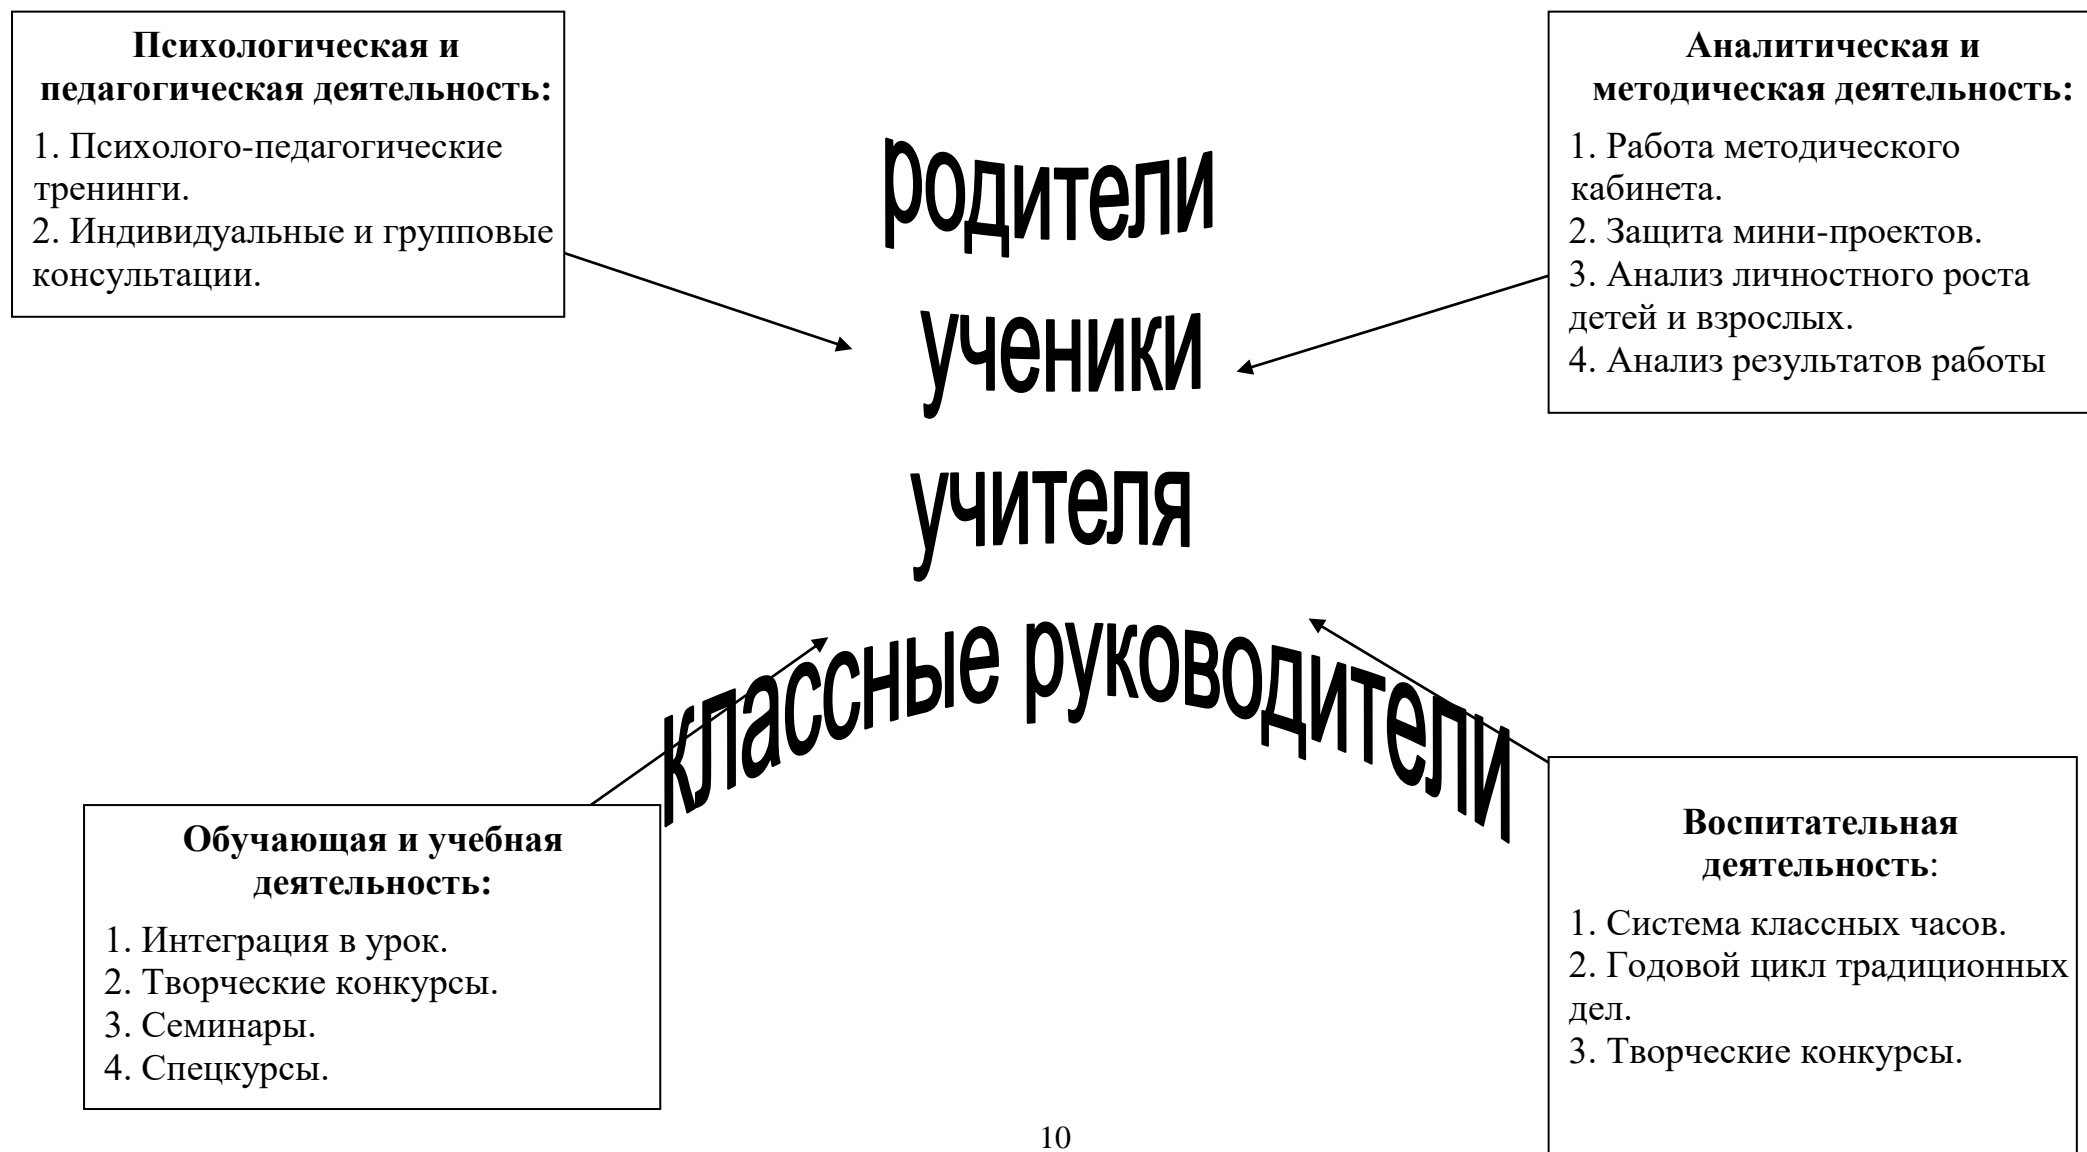 Психологическая и
педагогическая деятельность:
1. Психолого-педагогические
тренинги.
2. Индивидуальные и групповые
консультации.
Аналитическая и
методическая деятельность:
1. Работа методического
кабинета.
2. Защита мини-проектов.
3. Анализ личностного роста
детей и взрослых.
4. Анализ результатов работы
родители
ученики
учителя
классные руководители
Обучающая и учебная
деятельность:
1. Интеграция в урок.
2. Творческие конкурсы.
3. Семинары.
4. Спецкурсы.
Воспитательная
деятельность:
1. Система классных часов.
2. Годовой цикл традиционных
дел.
3. Творческие конкурсы.
10